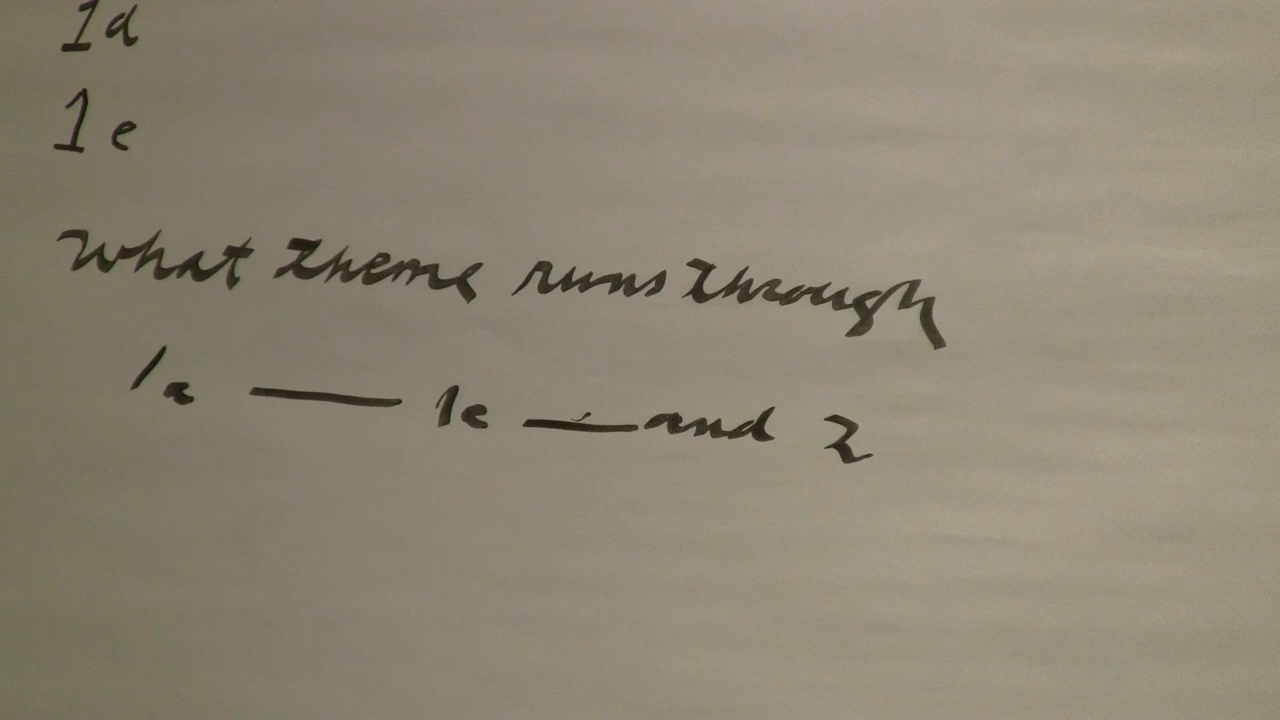 1d
1e
What theme runs through
1a — 1e — and 2